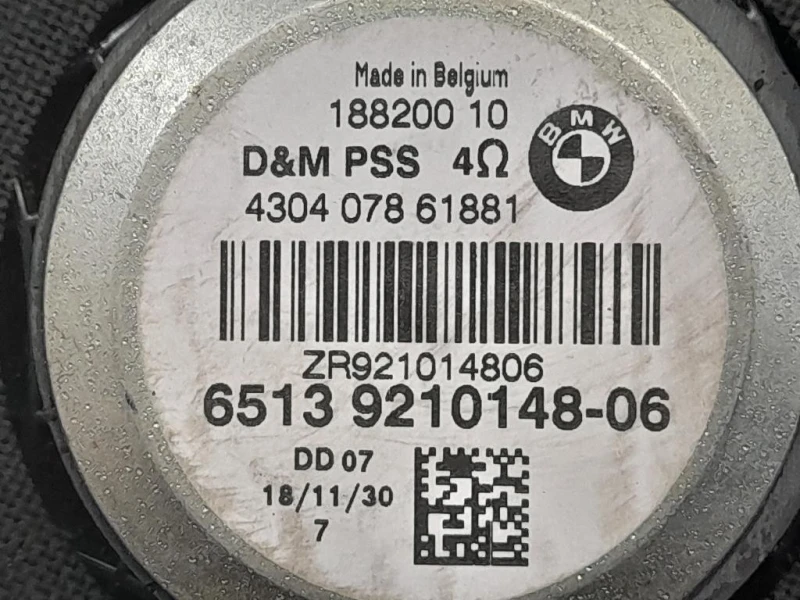 Made in Belgium
188200 10
D&M PSS 4Ω
BMW
4304 078 61881
ZR921014806
6513 9210148-06
DD 07
18/11/30
7